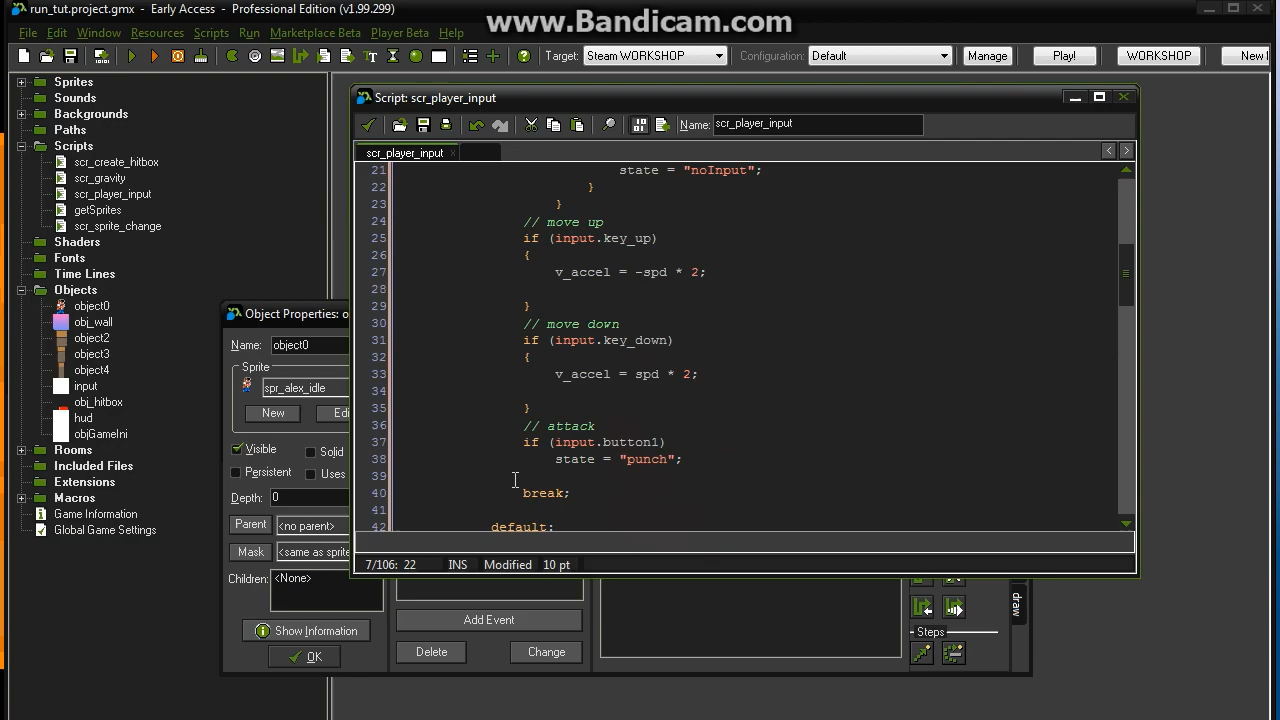 run_tut.project.gmx - Early Access - Professional Edition (v1.99.299)
www.Bandicam.com
File Edit Window Resources Scripts Run Marketplace Beta Player Beta Help
Target: Steam WORKSHOP Configuration: Default Manage Play! WORKSHOP New
Sprites
Sounds
Backgrounds
Paths
Scripts
scr_create_hitbox
scr_gravity
scr_player_input
getSprites
scr_sprite_change
Shaders
Fonts
Time Lines
Objects
object0
obj_wall
object2
object3
object4
input
obj_hitbox
hud
objGameIni
Rooms
Included Files
Extensions
Macros
Game Information
Global Game Settings
Script: scr_player_input
Name: scr_player_input
scr_player_input
21 state = "noInput";
22 }
23 }
24 // move up
25 if (input.key_up)
26 {
27 v_accel = -spd * 2;
28
29 }
30 // move down
31 if (input.key_down)
32 {
33 v_accel = spd * 2;
34
35 }
36 // attack
37 if (input.button1)
38 state = "punch";
39
40 break;
41
42 default:
7/106: 22 INS Modified 10 pt
Object Properties: o
Name: object0
Sprite
spr_alex_idle
New Edi
Visible Solid
Persistent Uses
Depth: 0
Parent <no parent>
Mask <same as sprite
Children: <None>
Show Information
OK
Add Event
Delete Change
draw
Steps